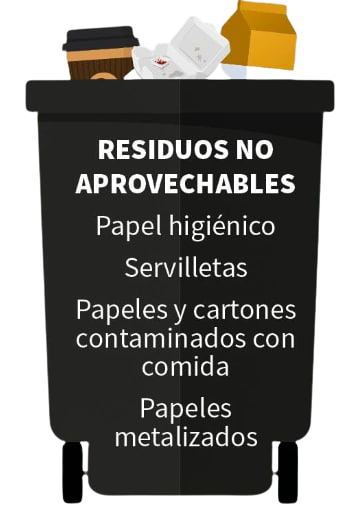 RESIDUOS NO
APROVECHABLES
Papel higiénico
Servilletas
Papeles y cartones
contaminados con
comida
Papeles
metalizados